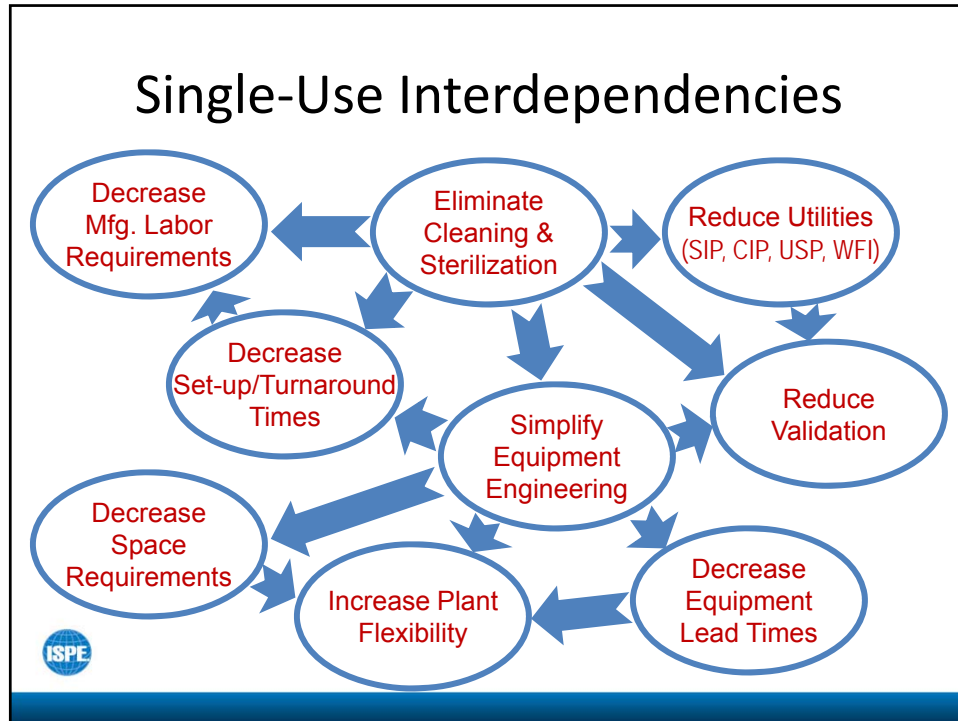 Single-Use Interdependencies
Decrease
Mfg. Labor
Requirements
Eliminate
Cleaning &
Sterilization
Reduce Utilities
(SIP, CIP, USP, WFI)
Decrease
Set-up/Turnaround
Times
Simplify
Equipment
Engineering
Reduce
Validation
Decrease
Space
Requirements
Increase Plant
Flexibility
Decrease
Equipment
Lead Times
ISPE